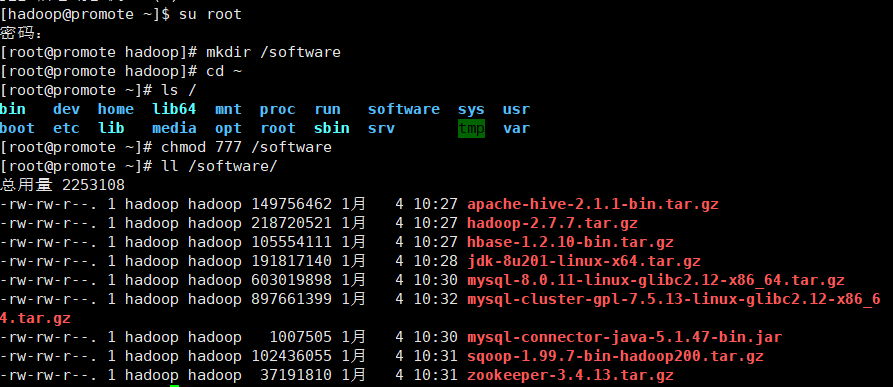 [hadoop@promote ~]$ su root
密码：
[root@promote hadoop]# mkdir /software
[root@promote hadoop]# cd ~
[root@promote ~]# ls /
bin dev home lib64 mnt proc run software sys usr
boot etc lib media opt root sbin srv tmp var
[root@promote ~]# chmod 777 /software
[root@promote ~]# ll /software/
总用量 2253108
-rw-rw-r--. 1 hadoop hadoop 149756462 1月 4 10:27 apache-hive-2.1.1-bin.tar.gz
-rw-rw-r--. 1 hadoop hadoop 218720521 1月 4 10:27 hadoop-2.7.7.tar.gz
-rw-rw-r--. 1 hadoop hadoop 105554111 1月 4 10:27 hbase-1.2.10-bin.tar.gz
-rw-rw-r--. 1 hadoop hadoop 191817140 1月 4 10:28 jdk-8u201-linux-x64.tar.gz
-rw-rw-r--. 1 hadoop hadoop 603019898 1月 4 10:30 mysql-8.0.11-linux-glibc2.12-x86_64.tar.gz
-rw-rw-r--. 1 hadoop hadoop 897661399 1月 4 10:32 mysql-cluster-gpl-7.5.13-linux-glibc2.12-x86_6
4.tar.gz
-rw-rw-r--. 1 hadoop hadoop 1007505 1月 4 10:30 mysql-connector-java-5.1.47-bin.jar
-rw-rw-r--. 1 hadoop hadoop 102436055 1月 4 10:31 sqoop-1.99.7-bin-hadoop200.tar.gz
-rw-rw-r--. 1 hadoop hadoop 37191810 1月 4 10:31 zookeeper-3.4.13.tar.gz